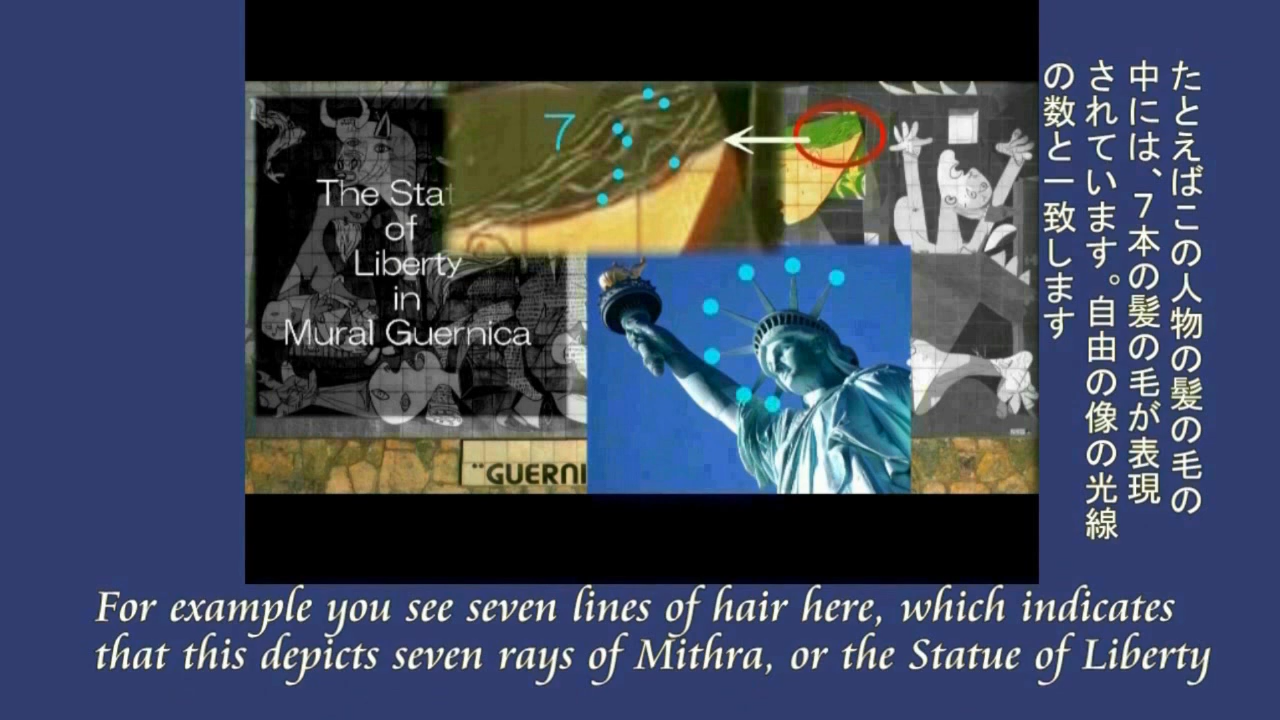 The Stat
of
Liberty
in
Mural Guernica
7
"GUERNI
たとえばこの人物の髪の毛の
中には、7本の髪の毛が表現
されています。自由の像の光線
の数と一致します
For example you see seven lines of hair here, which indicates
that this depicts seven rays of Mithra, or the Statue of Liberty